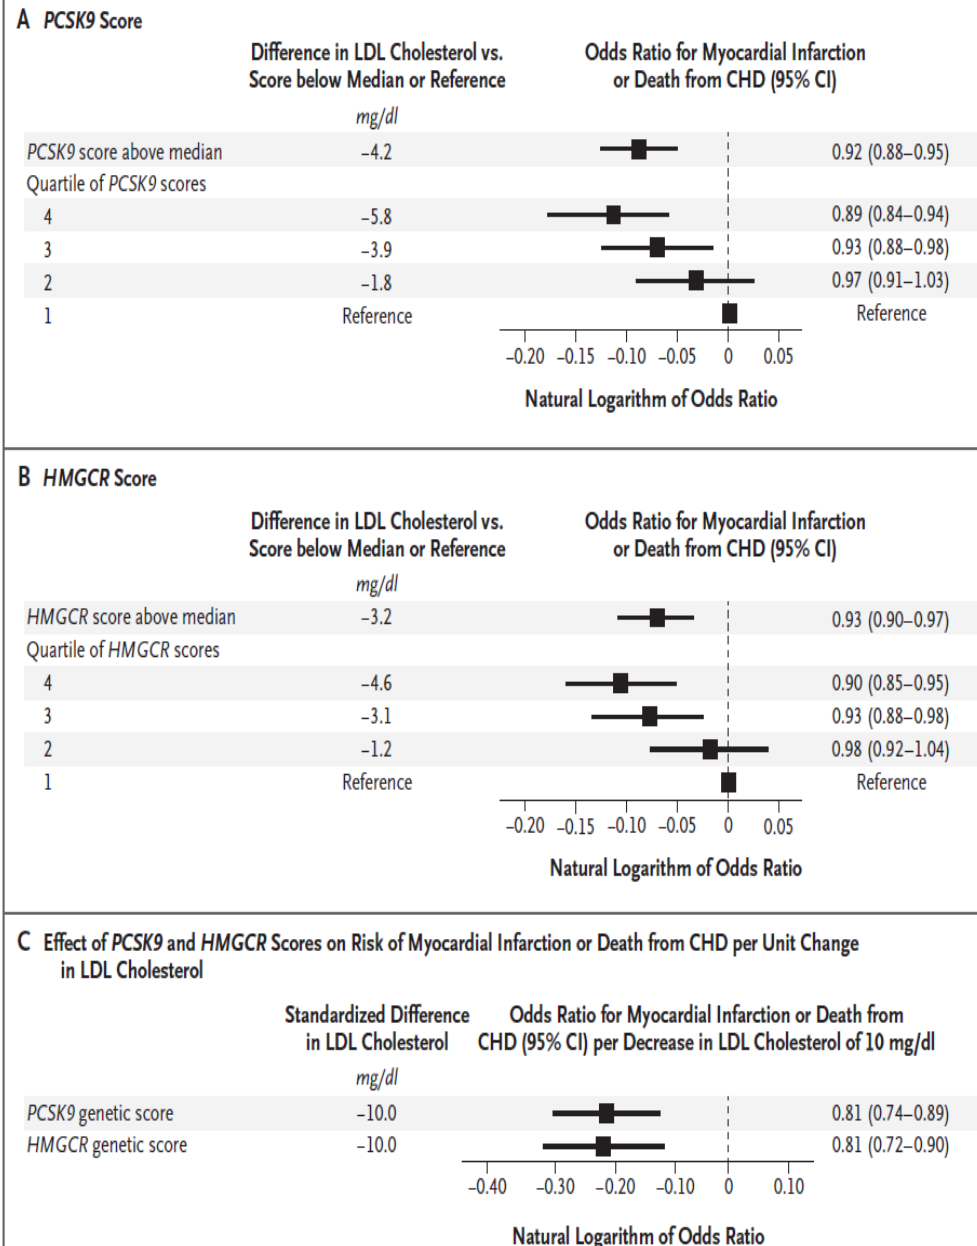 A PCSK9 Score
Difference in LDL Cholesterol vs. Odds Ratio for Myocardial Infarction
Score below Median or Reference or Death from CHD (95% CI)
mg/dl
PCSK9 score above median –4.2 0.92 (0.88–0.95)
Quartile of PCSK9 scores
4 –5.8 0.89 (0.84–0.94)
3 –3.9 0.93 (0.88–0.98)
2 –1.8 0.97 (0.91–1.03)
1 Reference Reference
–0.20 –0.15 –0.10 –0.05 0 0.05
Natural Logarithm of Odds Ratio
B HMGCR Score
Difference in LDL Cholesterol vs. Odds Ratio for Myocardial Infarction
Score below Median or Reference or Death from CHD (95% CI)
mg/dl
HMGCR score above median –3.2 0.93 (0.90–0.97)
Quartile of HMGCR scores
4 –4.6 0.90 (0.85–0.95)
3 –3.1 0.93 (0.88–0.98)
2 –1.2 0.98 (0.92–1.04)
1 Reference Reference
–0.20 –0.15 –0.10 –0.05 0 0.05
Natural Logarithm of Odds Ratio
C Effect of PCSK9 and HMGCR Scores on Risk of Myocardial Infarction or Death from CHD per Unit Change
in LDL Cholesterol
Standardized Difference Odds Ratio for Myocardial Infarction or Death from
in LDL Cholesterol CHD (95% CI) per Decrease in LDL Cholesterol of 10 mg/dl
mg/dl
PCSK9 genetic score –10.0 0.81 (0.74–0.89)
HMGCR genetic score –10.0 0.81 (0.72–0.90)
–0.40 –0.30 –0.20 –0.10 0 0.10
Natural Logarithm of Odds Ratio